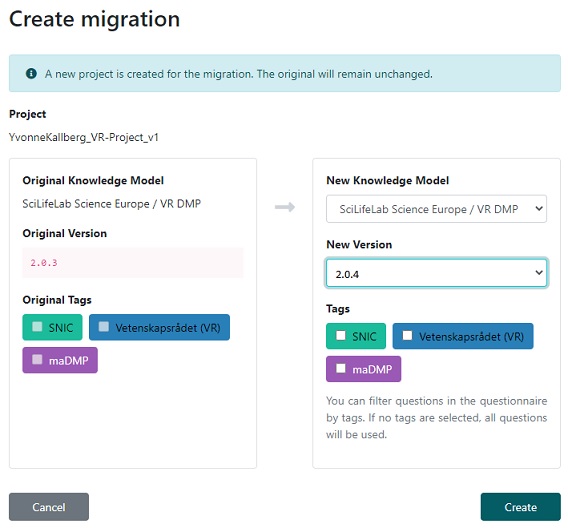 Create migration
A new project is created for the migration. The original will remain unchanged.
Project
YvonneKallberg_VR-Project_v1
Original Knowledge Model
SciLifeLab Science Europe / VR DMP
Original Version
2.0.3
Original Tags
SNIC
Vetenskapsrådet (VR)
maDMP
New Knowledge Model
SciLifeLab Science Europe / VR DMP
New Version
2.0.4
Tags
SNIC
Vetenskapsrådet (VR)
maDMP
You can filter questions in the questionnaire
by tags. If no tags are selected, all questions
will be used.
Cancel
Create